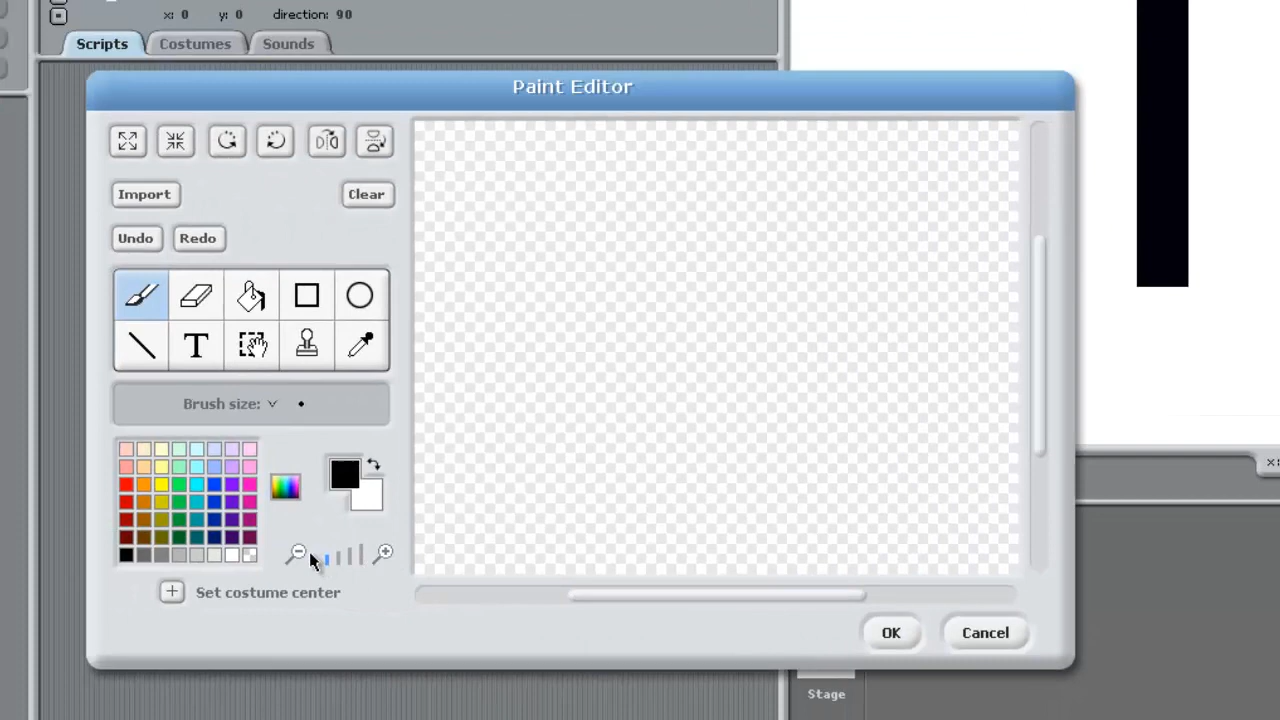 x: 0 y: 0 direction: 90
Scripts Costumes Sounds
Paint Editor
Import Clear
Undo Redo
T
Brush size:
Set costume center
OK Cancel
x:
Stage